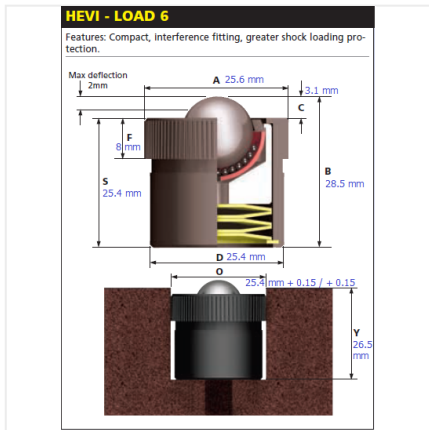 HEVI - LOAD 6
Features: Compact, interference fitting, greater shock loading pro-
tection.
Max deflection
2mm
A 25.6 mm
3.1 mm
C
F
8 mm
S
25.4 mm
B
28.5 mm
D 25.4 mm
O
25.4 mm + 0.15 / + 0.15
Y
26.5
mm